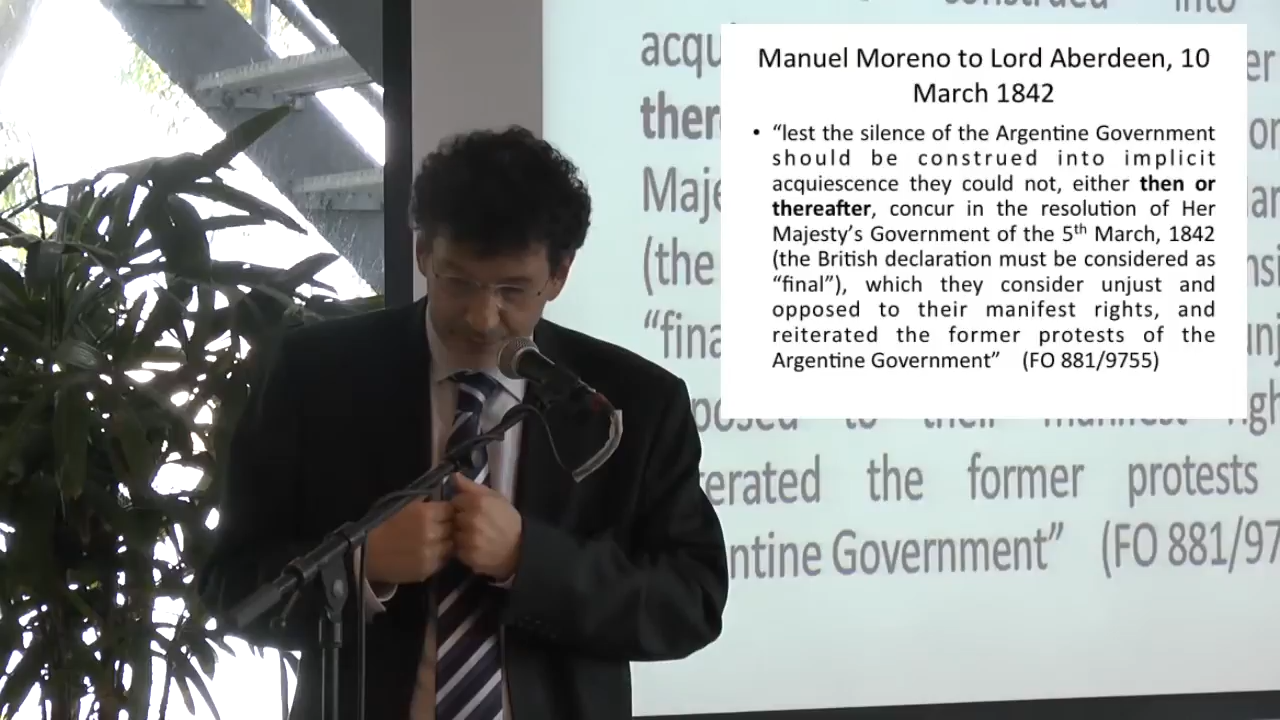 Manuel Moreno to Lord Aberdeen, 10
March 1842
• “lest the silence of the Argentine Government
should be construed into implicit
acquiescence they could not, either then or
thereafter, concur in the resolution of Her
Majesty’s Government of the 5th March, 1842
(the British declaration must be considered as
“final”), which they consider unjust and
opposed to their manifest rights, and
reiterated the former protests of the
Argentine Government” (FO 881/9755)
construed into
acqu
ther
Maje
(the
“fina
posed to their manifest
erated the former protests
ntine Government” (FO 881/97